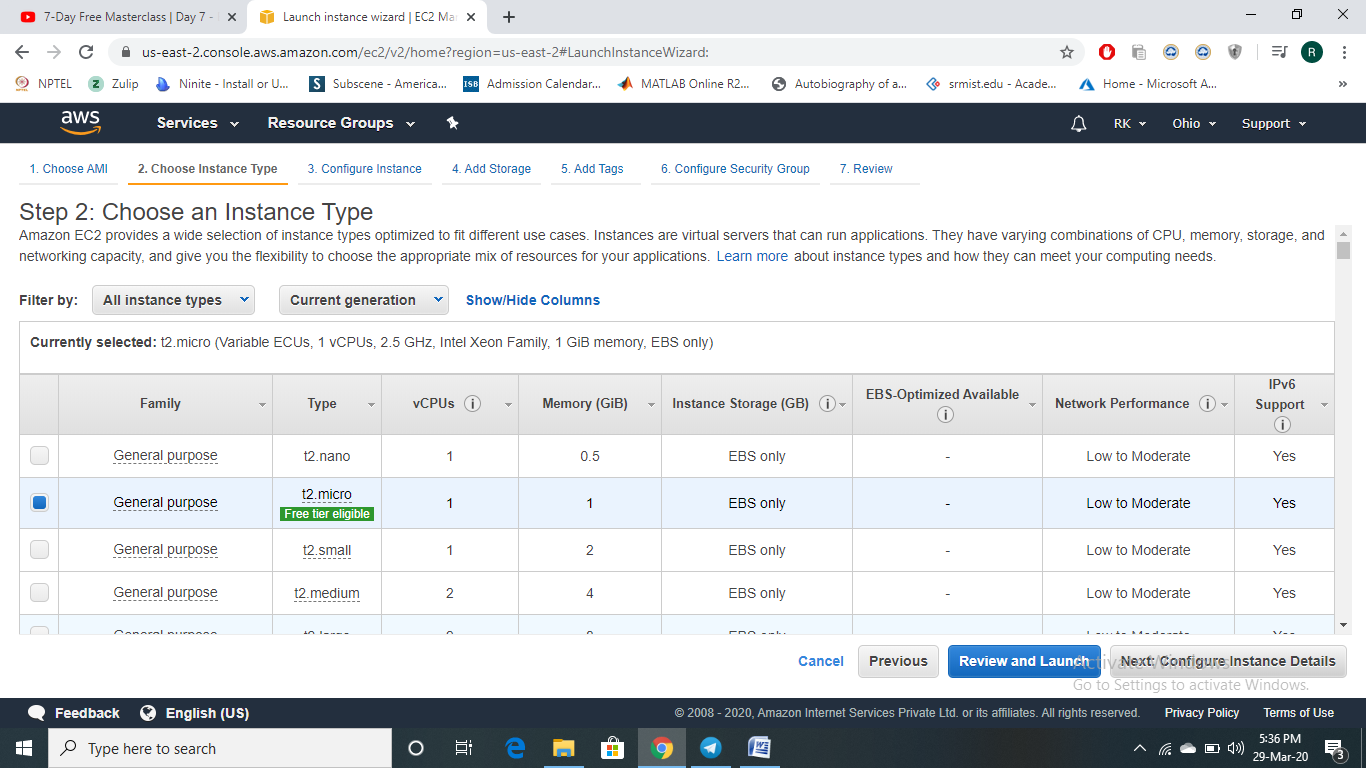 7-Day Free Masterclass | Day 7 -
Launch instance wizard | EC2 Ma
us-east-2.console.aws.amazon.com/ec2/v2/home?region=us-east-2#LaunchInstanceWizard:
R
NPTEL
Z Zulip
Ninite - Install or U...
S Subscene - America...
ISB Admission Calendar...
MATLAB Online R2...
Autobiography of a...
srmist.edu - Acade...
Home - Microsoft A...
»
aws Services Resource Groups RK Ohio Support
1. Choose AMI 2. Choose Instance Type 3. Configure Instance 4. Add Storage 5. Add Tags 6. Configure Security Group 7. Review
Step 2: Choose an Instance Type
Amazon EC2 provides a wide selection of instance types optimized to fit different use cases. Instances are virtual servers that can run applications. They have varying combinations of CPU, memory, storage, and
networking capacity, and give you the flexibility to choose the appropriate mix of resources for your applications. Learn more about instance types and how they can meet your computing needs.
Filter by: All instance types Current generation Show/Hide Columns
Currently selected: t2.micro (Variable ECUs, 1 vCPUs, 2.5 GHz, Intel Xeon Family, 1 GiB memory, EBS only)
Family Type vCPUs i Memory (GiB) Instance Storage (GB) i EBS-Optimized Available i Network Performance i IPv6 Support i
General purpose t2.nano 1 0.5 EBS only - Low to Moderate Yes
General purpose t2.micro Free tier eligible 1 1 EBS only - Low to Moderate Yes
General purpose t2.small 1 2 EBS only - Low to Moderate Yes
General purpose t2.medium 2 4 EBS only - Low to Moderate Yes
Cancel Previous Review and Launch Next: Configure Instance Details
Activate Windows
Go to Settings to activate Windows.
Feedback English (US) © 2008 - 2020, Amazon Internet Services Private Ltd. or its affiliates. All rights reserved. Privacy Policy Terms of Use
Type here to search
5:36 PM
29-Mar-20
3